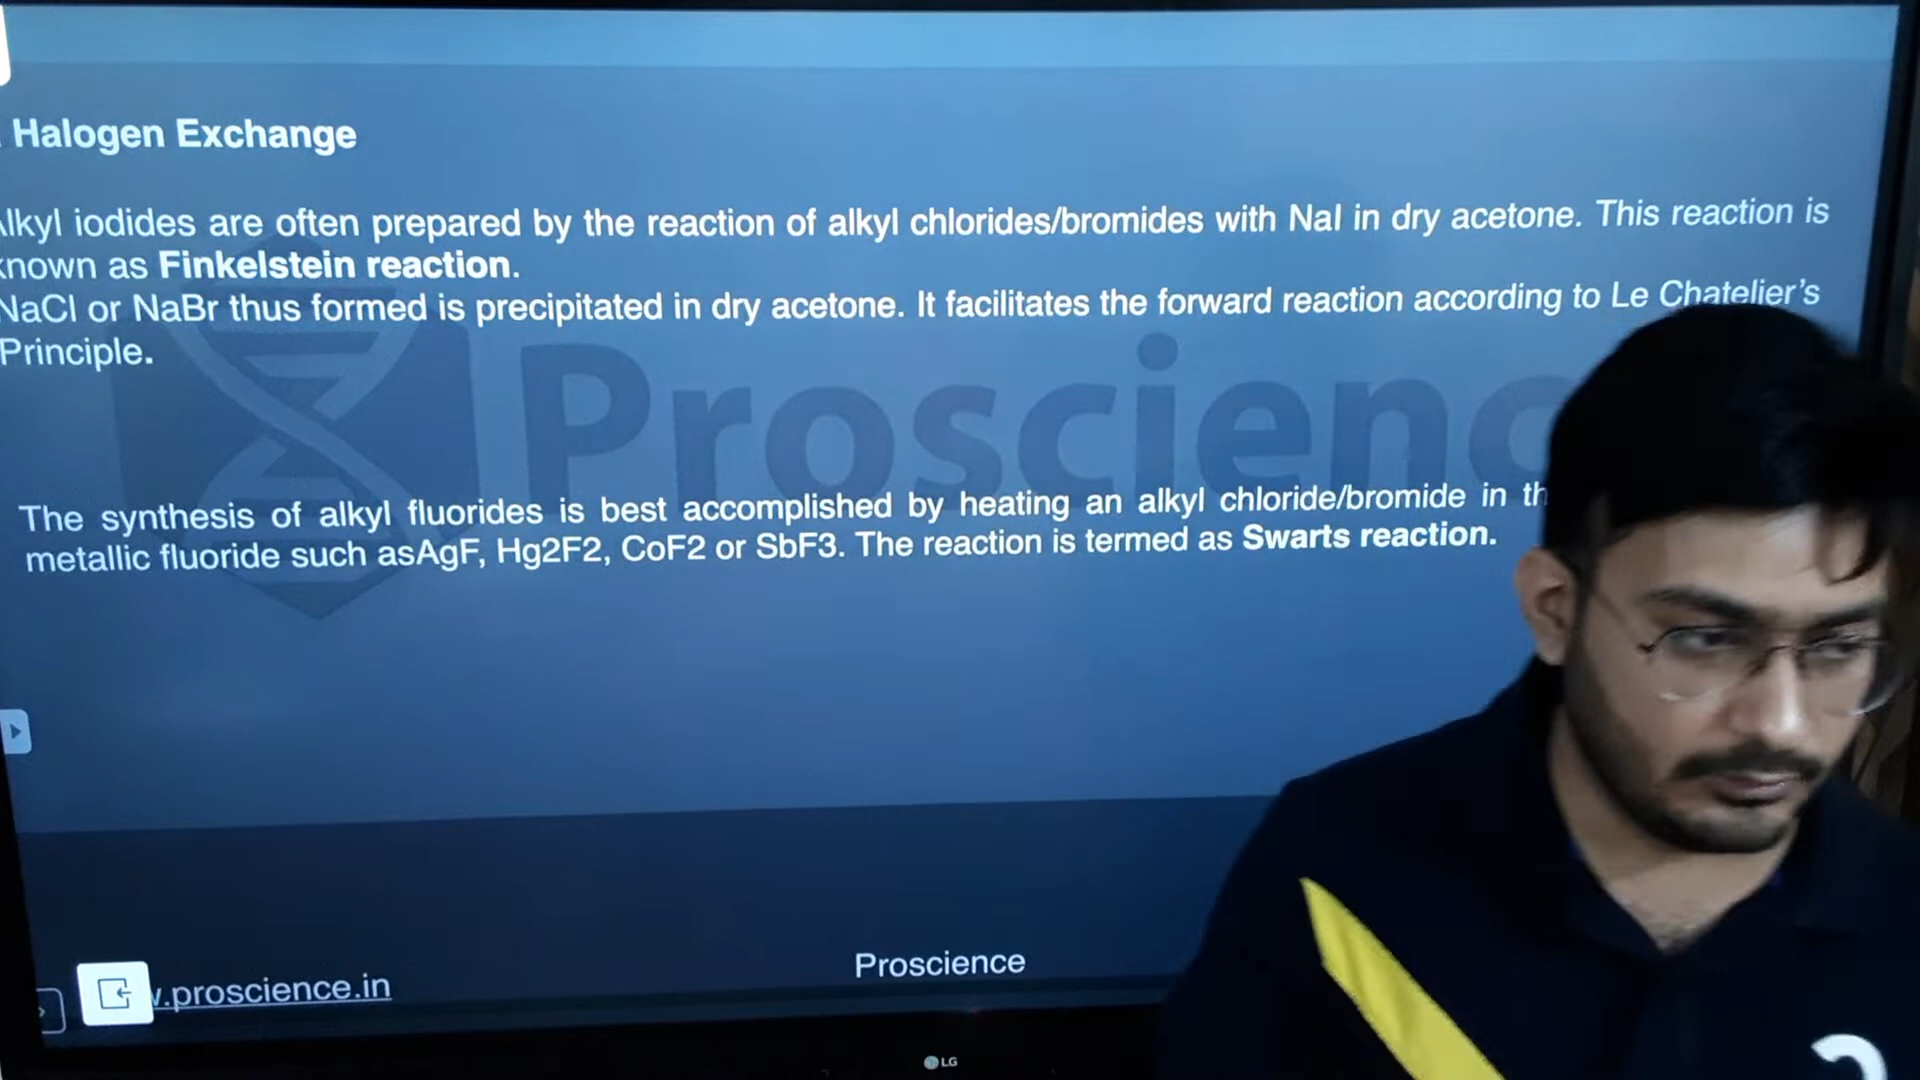 Halogen Exchange
lkyl iodides are often prepared by the reaction of alkyl chlorides/bromides with NaI in dry acetone. This reaction is
known as Finkelstein reaction.
NaCl or NaBr thus formed is precipitated in dry acetone. It facilitates the forward reaction according to Le Chatelier's
Principle.
Proscienc
The synthesis of alkyl fluorides is best accomplished by heating an alkyl chloride/bromide in th
metallic fluoride such asAgF, Hg2F2, CoF2 or SbF3. The reaction is termed as Swarts reaction.
Proscience
.proscience.in
LG